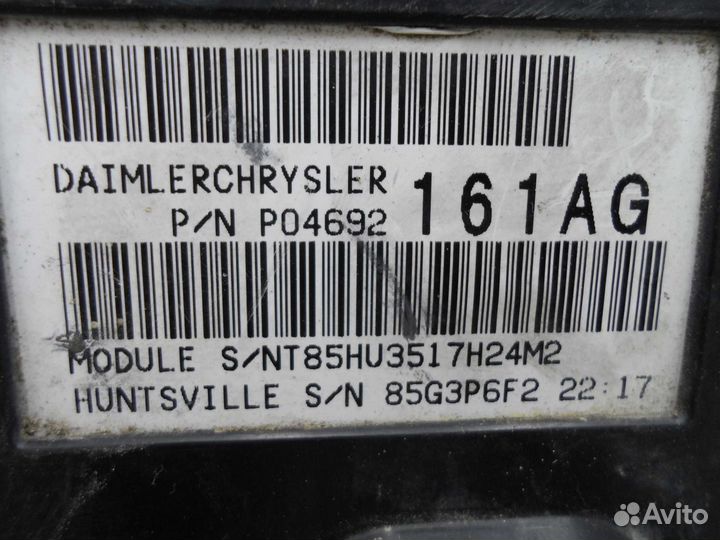 DAIMLERCHRYSLER
P/N P04692 161AG
MODULE S/NT85HU3517H24M2
HUNTSVILLE S/N 85G3P6F2 22:17
Avito